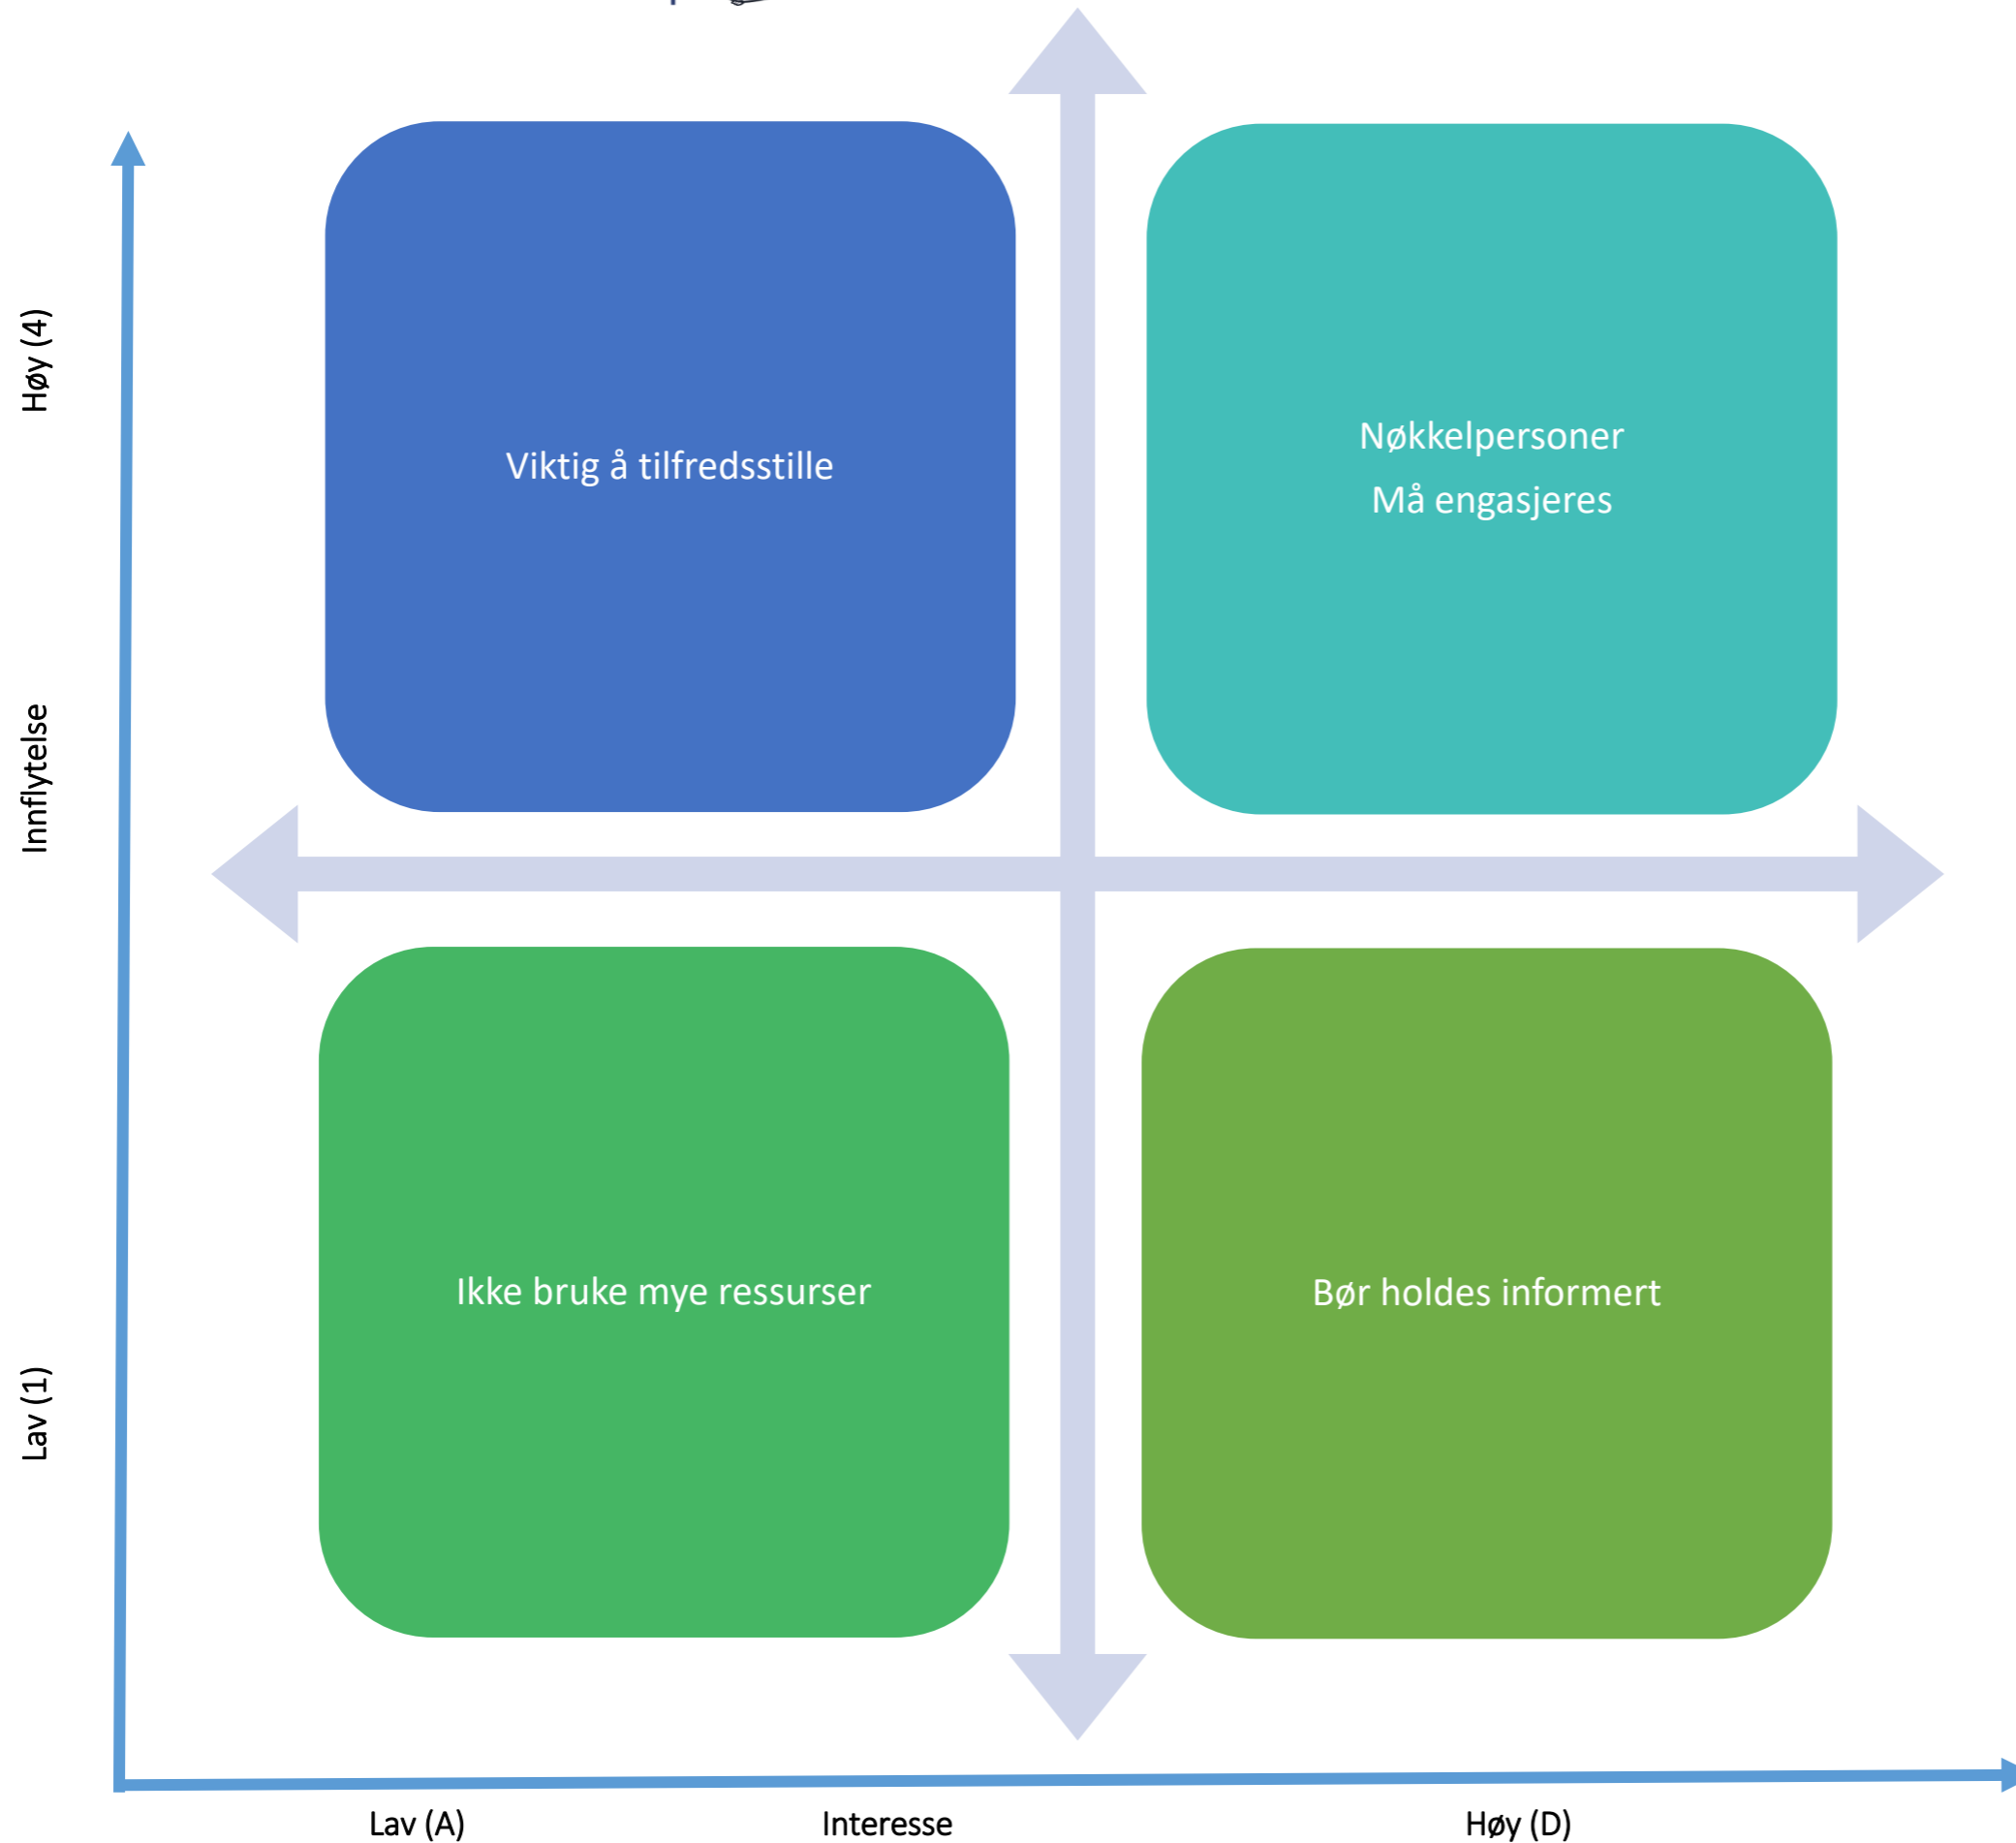 Høy (4)
Viktig å tilfredsstille
Nøkkelpersoner
Må engasjeres
Innflytelse
Ikke bruke mye ressurser
Bør holdes informert
Lav (1)
Lav (A)
Interesse
Høy (D)